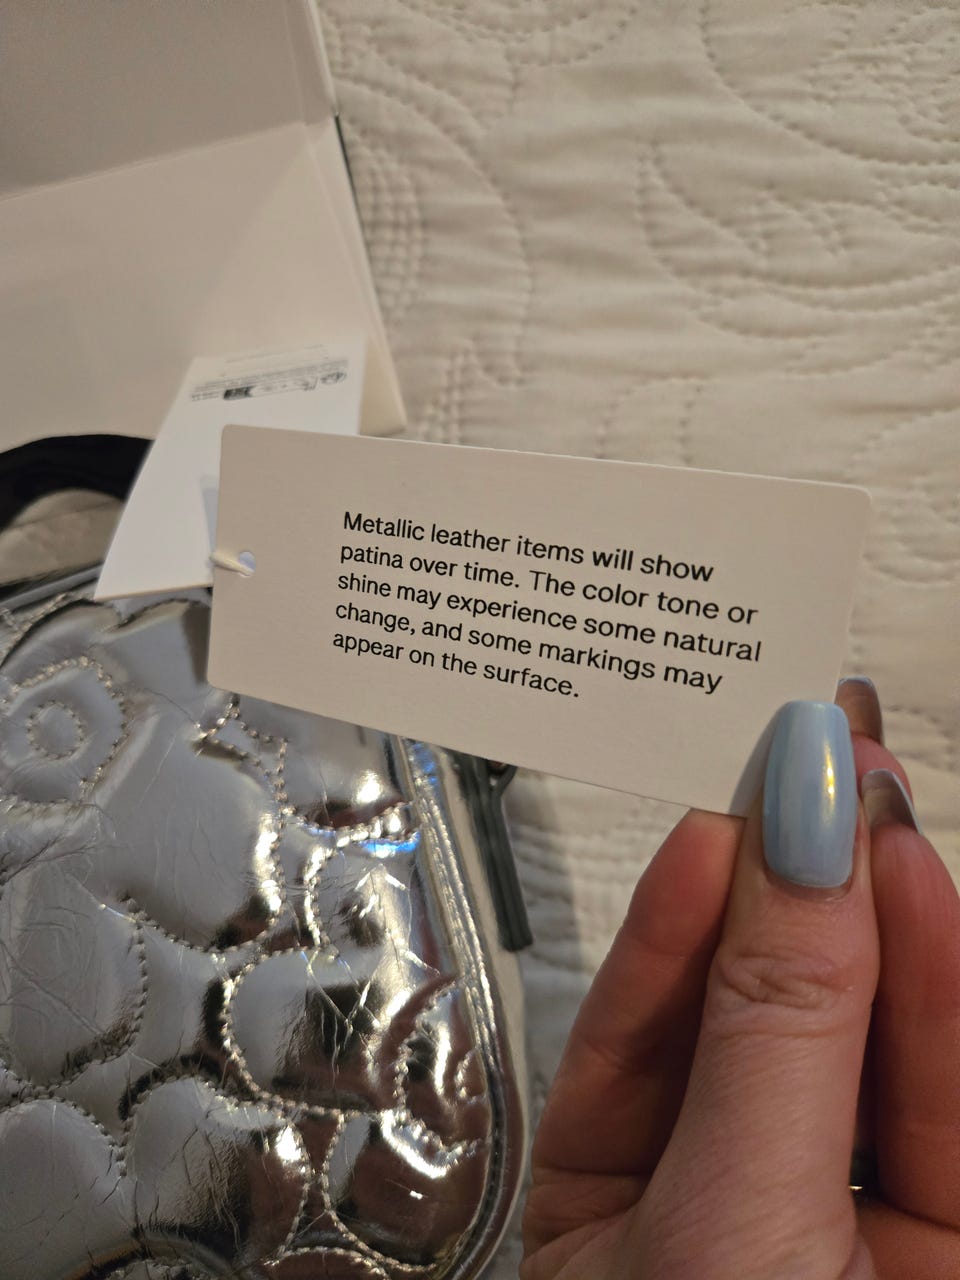 Metallic leather items will show
patina over time. The color tone or
shine may experience some natural
change, and some markings may
appear on the surface.